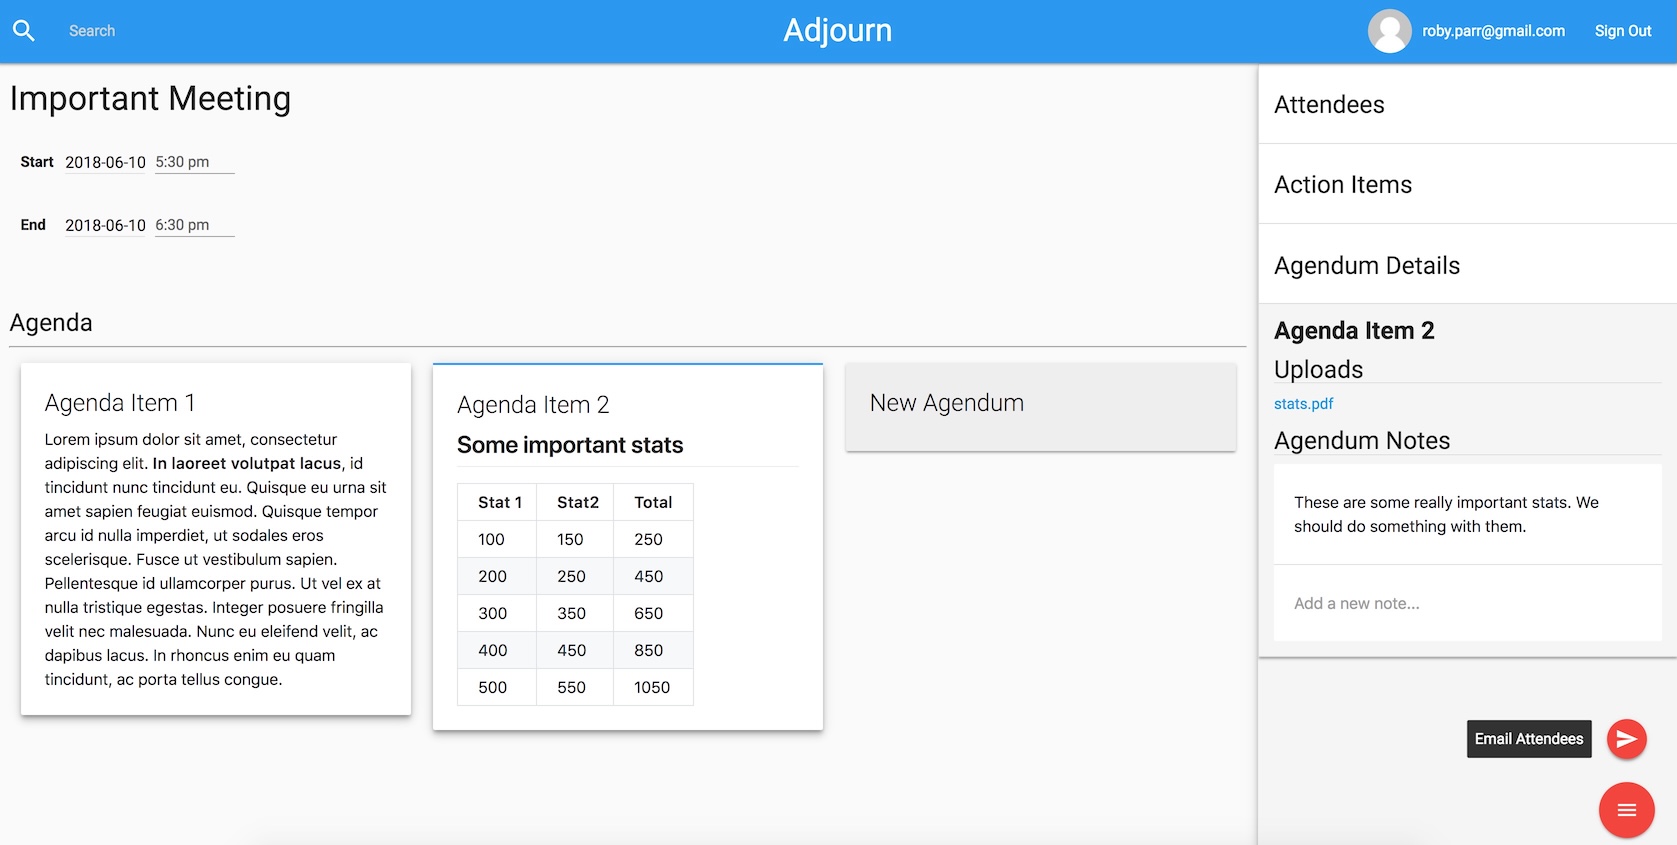 Search
Adjourn
roby.parr@gmail.com
Sign Out
Important Meeting
Start 2018-06-10 5:30 pm
End 2018-06-10 6:30 pm
Agenda
Agenda Item 1
Lorem ipsum dolor sit amet, consectetur
adipiscing elit. In laoreet volutpat lacus, id
tincidunt nunc tincidunt eu. Quisque eu urna sit
amet sapien feugiat euismod. Quisque tempor
arcu id nulla imperdiet, ut sodales eros
scelerisque. Fusce ut vestibulum sapien.
Pellentesque id ullamcorper purus. Ut vel ex at
nulla tristique egestas. Integer posuere fringilla
velit nec malesuada. Nunc eu eleifend velit, ac
dapibus lacus. In rhoncus enim eu quam
tincidunt, ac porta tellus congue.
Agenda Item 2
Some important stats
Stat 1 Stat2 Total
100 150 250
200 250 450
300 350 650
400 450 850
500 550 1050
New Agendum
Attendees
Action Items
Agendum Details
Agenda Item 2
Uploads
stats.pdf
Agendum Notes
These are some really important stats. We
should do something with them.
Add a new note...
Email Attendees